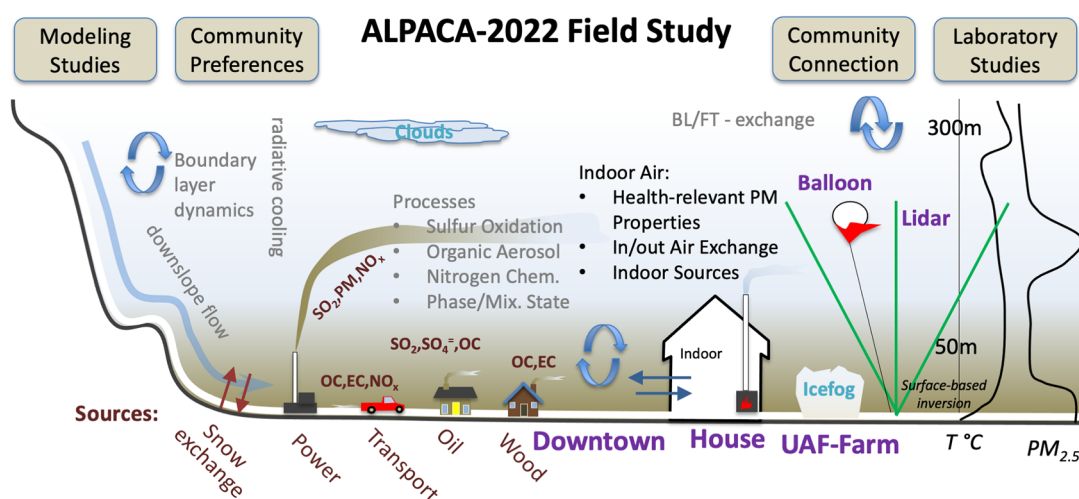 ALPACA-2022 Field Study
Modeling
Studies
Community
Preferences
Community
Connection
Laboratory
Studies
Boundary
layer
dynamics
radiative cooling
downslope flow
Clouds
BL/FT - exchange
300m
Processes
• Sulfur Oxidation
• Organic Aerosol
• Nitrogen Chem.
• Phase/Mix. State
Indoor Air:
• Health-relevant PM
Properties
• In/out Air Exchange
• Indoor Sources
Balloon
Lidar
SO₂,PM,NOₓ
SO₂,SO₄⁼,OC
OC,EC,NOₓ
OC,EC
Indoor
50m
Icefog
Surface-based
inversion
Sources:
Snow
exchange
Power
Transport
Oil
Wood
Downtown
House
UAF-Farm
T °C
PM₂.₅